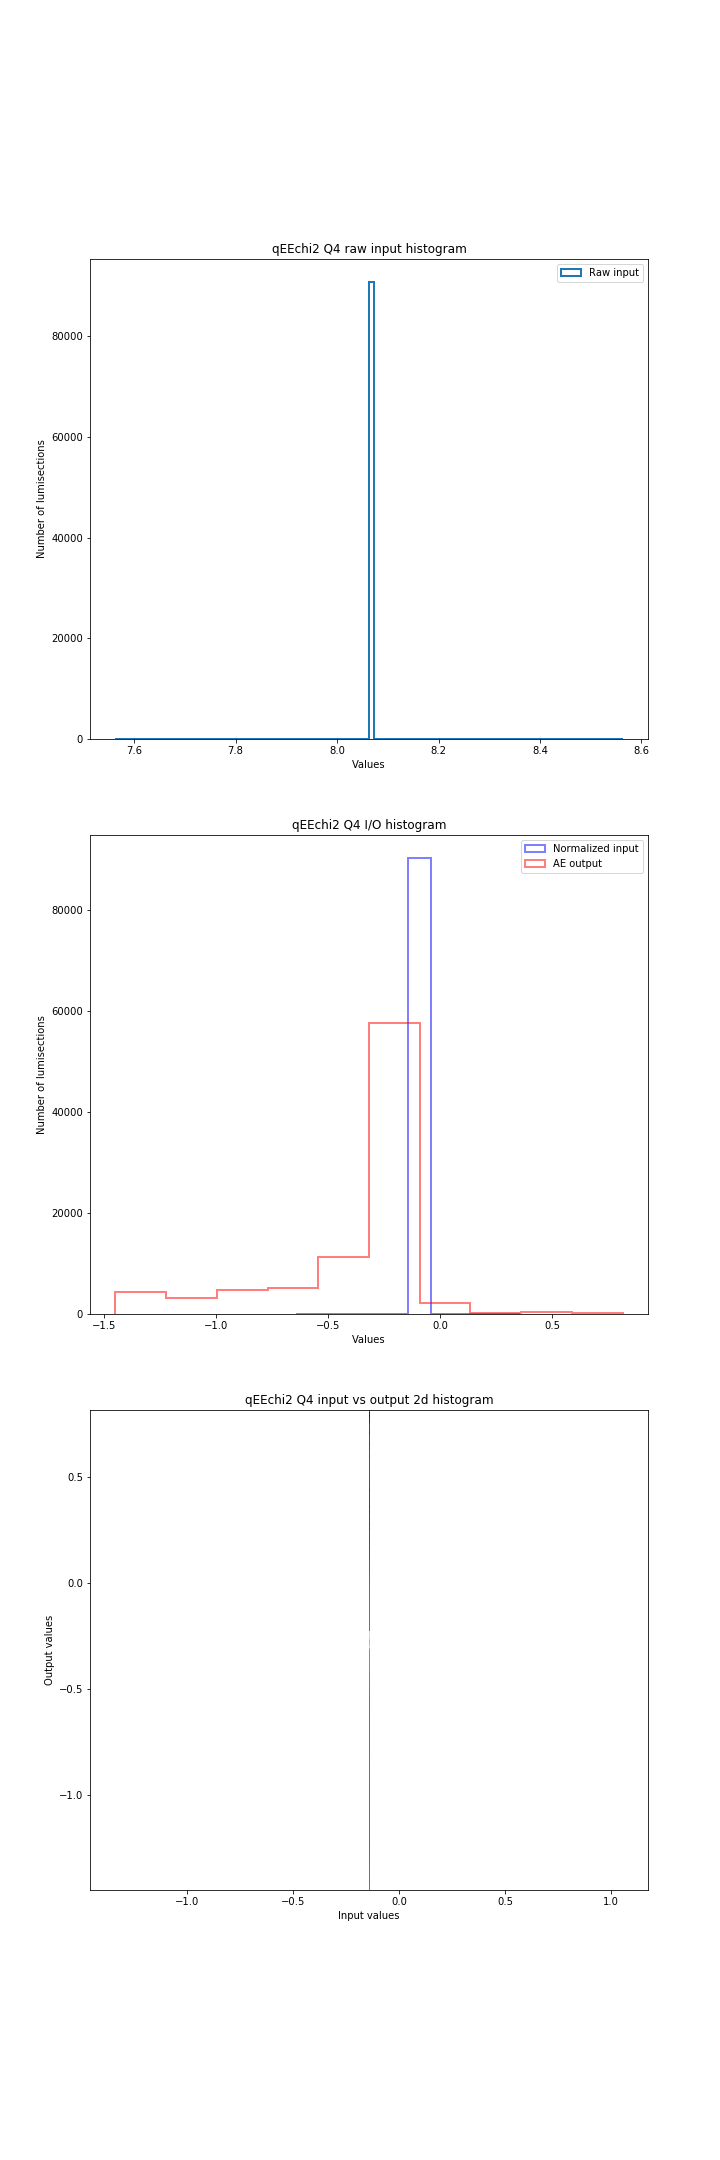 qEEchi2 Q4 raw input histogram
Raw input
80000
60000
40000
20000
0
Number of lumisections
7.6 7.8 8.0 8.2 8.4 8.6
Values
qEEchi2 Q4 I/O histogram
Normalized input
AE output
80000
60000
40000
20000
0
Number of lumisections
−1.5 −1.0 −0.5 0.0 0.5
Values
qEEchi2 Q4 input vs output 2d histogram
0.5
0.0
−0.5
−1.0
Output values
−1.0 −0.5 0.0 0.5 1.0
Input values